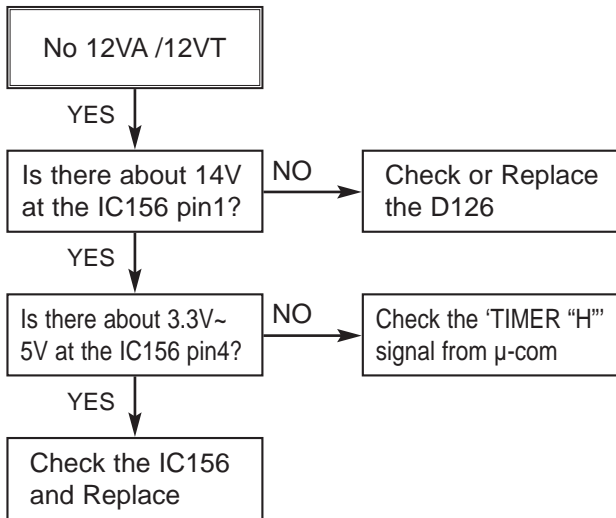 No 12VA /12VT
YES
Is there about 14V
at the IC156 pin1?
NO
Check or Replace
the D126
YES
Is there about 3.3V~
5V at the IC156 pin4?
NO
Check the ‘TIMER “H”’
signal from µ-com
YES
Check the IC156
and Replace